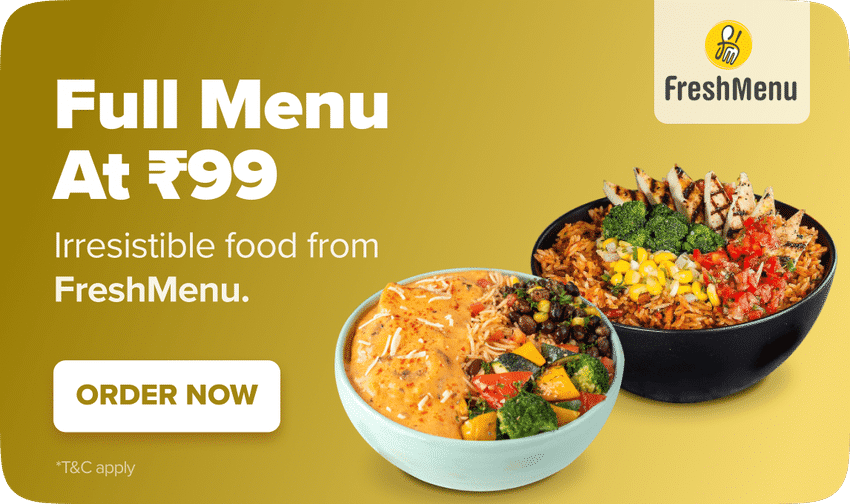 FreshMenu
Full Menu
At ₹99
Irresistible food from
FreshMenu.
ORDER NOW
*T&C apply